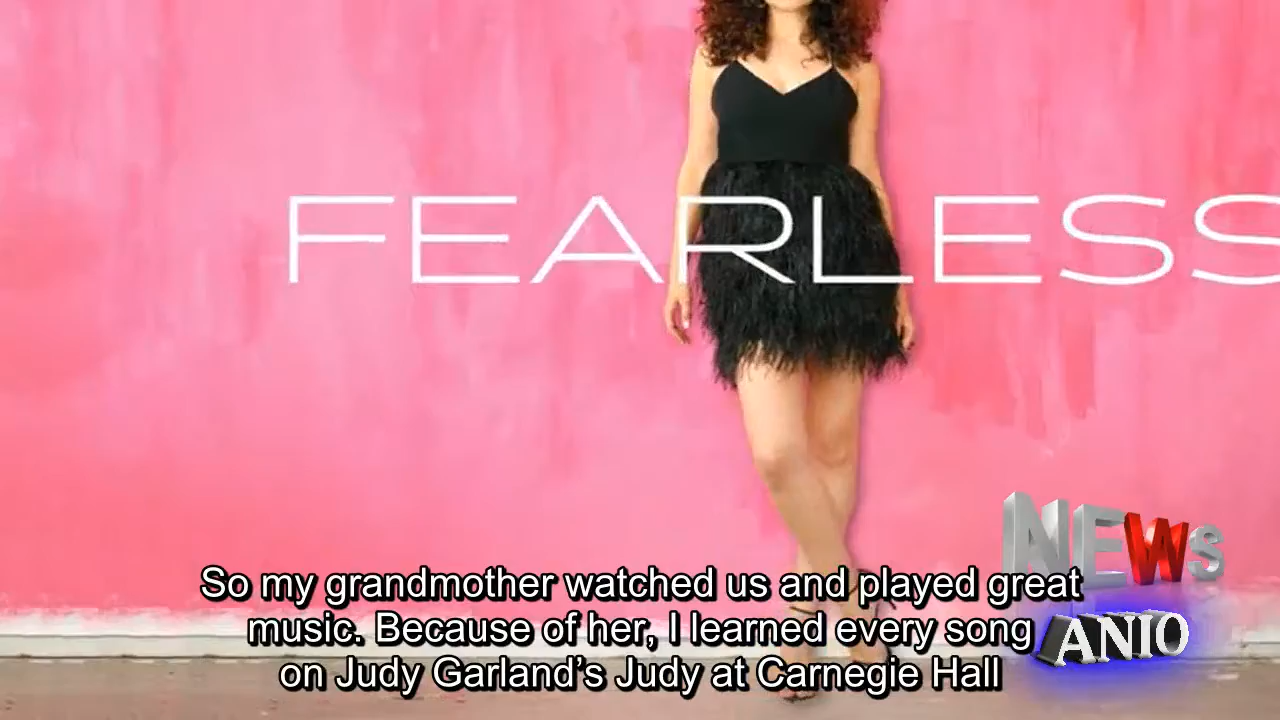 FEARLESS
NEWS
ANIO
So my grandmother watched us and played great
music. Because of her, I learned every song
on Judy Garland’s Judy at Carnegie Hall